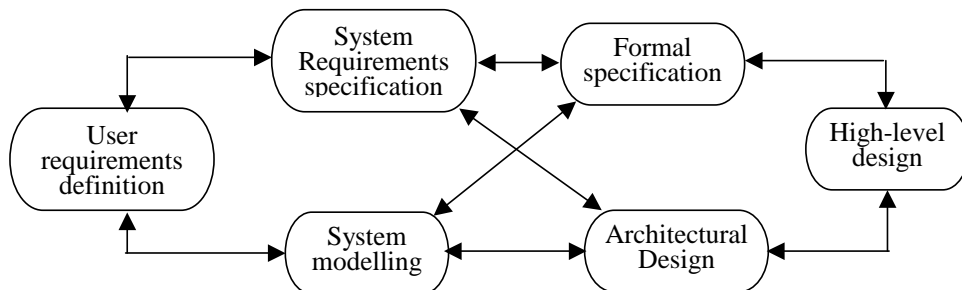 System
Requirements
specification
Formal
specification
User
requirements
definition
High-level
design
System
modelling
Architectural
Design